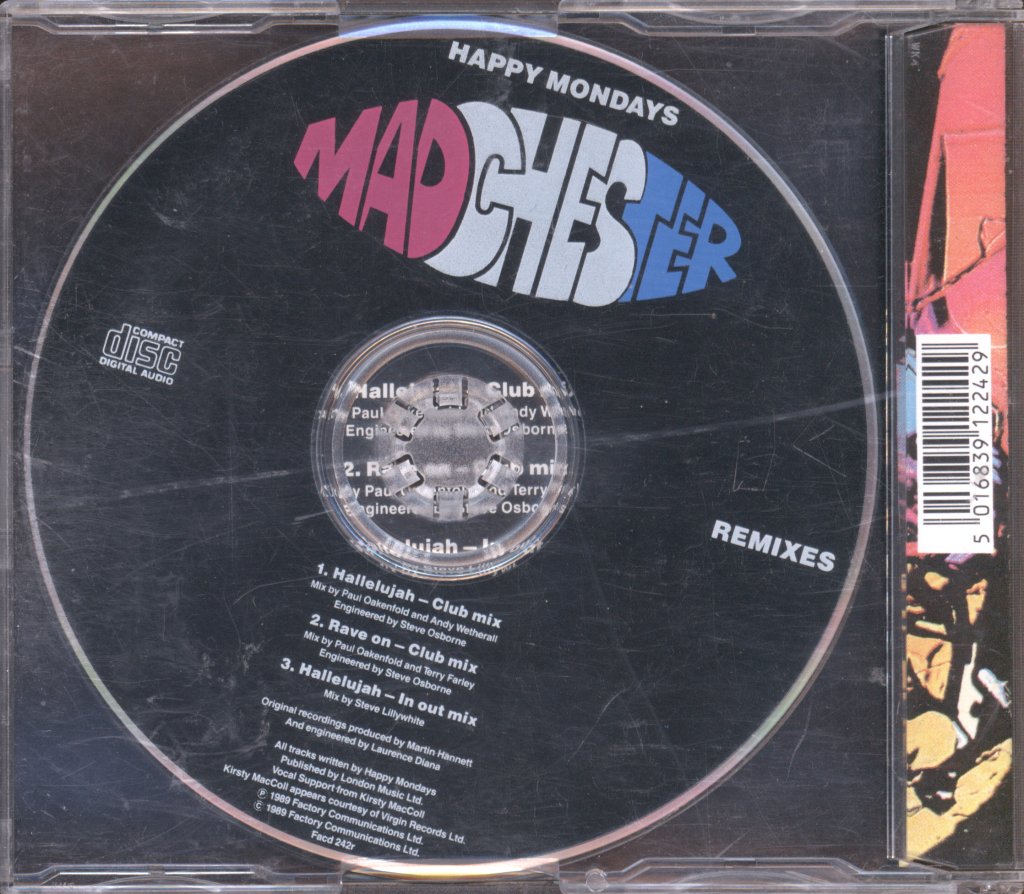 HAPPY MONDAYS
MADCHESTER
COMPACT
disc
DIGITAL AUDIO
REMIXES
1. Hallelujah – Club mix
Mix by Paul Oakenfold and Andy Wetherall
Engineered by Steve Osborne
2. Rave on – Club mix
Mix by Paul Oakenfold and Terry Farley
Engineered by Steve Osborne
3. Hallelujah – In out mix
Mix by Steve Lillywhite
Original recordings produced by Martin Hannett
And engineered by Laurence Diana
All tracks written by Happy Mondays
Published by London Music Ltd.
Vocal Support from Kirsty MacColl
Kirsty MacColl appears courtesy of Virgin Records Ltd.
℗ 1989 Factory Communications Ltd.
© 1989 Factory Communications Ltd.
Facd 242r
5 016839 122429